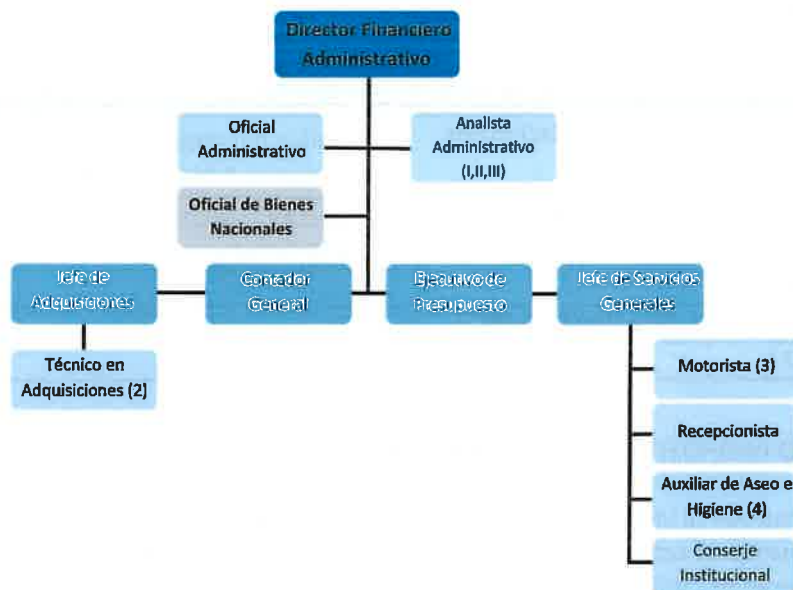 Director Financiero
Administrativo
Oficial
Administrativo
Analista
Administrativo
(I,II,III)
Oficial de Bienes
Nacionales
Jefe de
Adquisiciones
Contador
General
Ejecutivo de
Presupuesto
Jefe de Servicios
Generales
Técnico en
Adquisiciones (2)
Motorista (3)
Recepcionista
Auxiliar de Aseo e
Higiene (4)
Conserje
Institucional